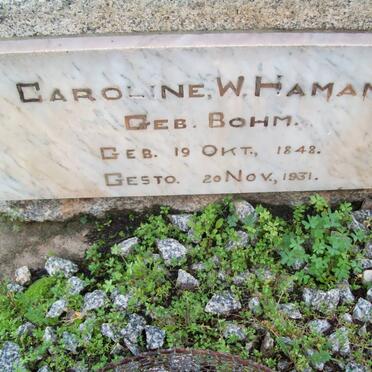 CAROLINE. W. HAMAN
GEB. BOHM.
GEB. 19 OKT., 1848.
GESTO. 20 NOV., 1931.